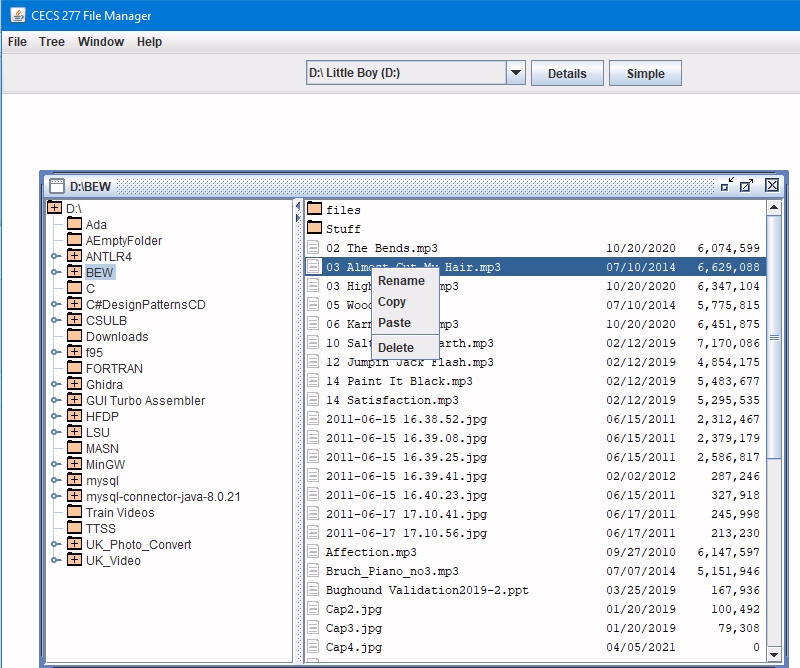 CECS 277 File Manager
File Tree Window Help
D:\ Little Boy (D:) Details Simple
D:\BEW
D:\
Ada
AEmptyFolder
ANTLR4
BEW
C
C#DesignPatternsCD
CSULB
Downloads
f95
FORTRAN
Ghidra
GUI Turbo Assembler
HFDP
LSU
MASN
MinGW
mysql
mysql-connector-java-8.0.21
Train Videos
TTSS
UK_Photo_Convert
UK_Video
files
Stuff
02 The Bends.mp3 10/20/2020 6,074,599
03 Almost Cut My Hair.mp3 07/10/2014 6,629,088
03 High mp3 10/20/2020 6,347,104
05 Wood 07/10/2014 5,775,815
06 Karm mp3 10/20/2020 6,451,875
10 Salt arth.mp3 02/12/2019 7,170,086
12 Jumpin Jack Flash.mp3 02/12/2019 4,854,175
14 Paint It Black.mp3 02/12/2019 5,483,677
14 Satisfaction.mp3 02/12/2019 5,295,535
2011-06-15 16.38.52.jpg 06/15/2011 2,312,467
2011-06-15 16.39.08.jpg 06/15/2011 2,379,179
2011-06-15 16.39.25.jpg 06/15/2011 2,586,817
2011-06-15 16.39.41.jpg 02/02/2012 287,246
2011-06-15 16.40.23.jpg 06/15/2011 327,918
2011-06-17 17.10.41.jpg 06/17/2011 245,998
2011-06-17 17.10.56.jpg 06/17/2011 213,230
Affection.mp3 09/27/2010 6,147,597
Bruch_Piano_no3.mp3 07/07/2014 5,151,946
Bughound Validation2019-2.ppt 03/25/2019 167,936
Cap2.jpg 01/20/2019 100,492
Cap3.jpg 01/20/2019 79,308
Cap4.jpg 04/05/2021 0
Rename
Copy
Paste
Delete